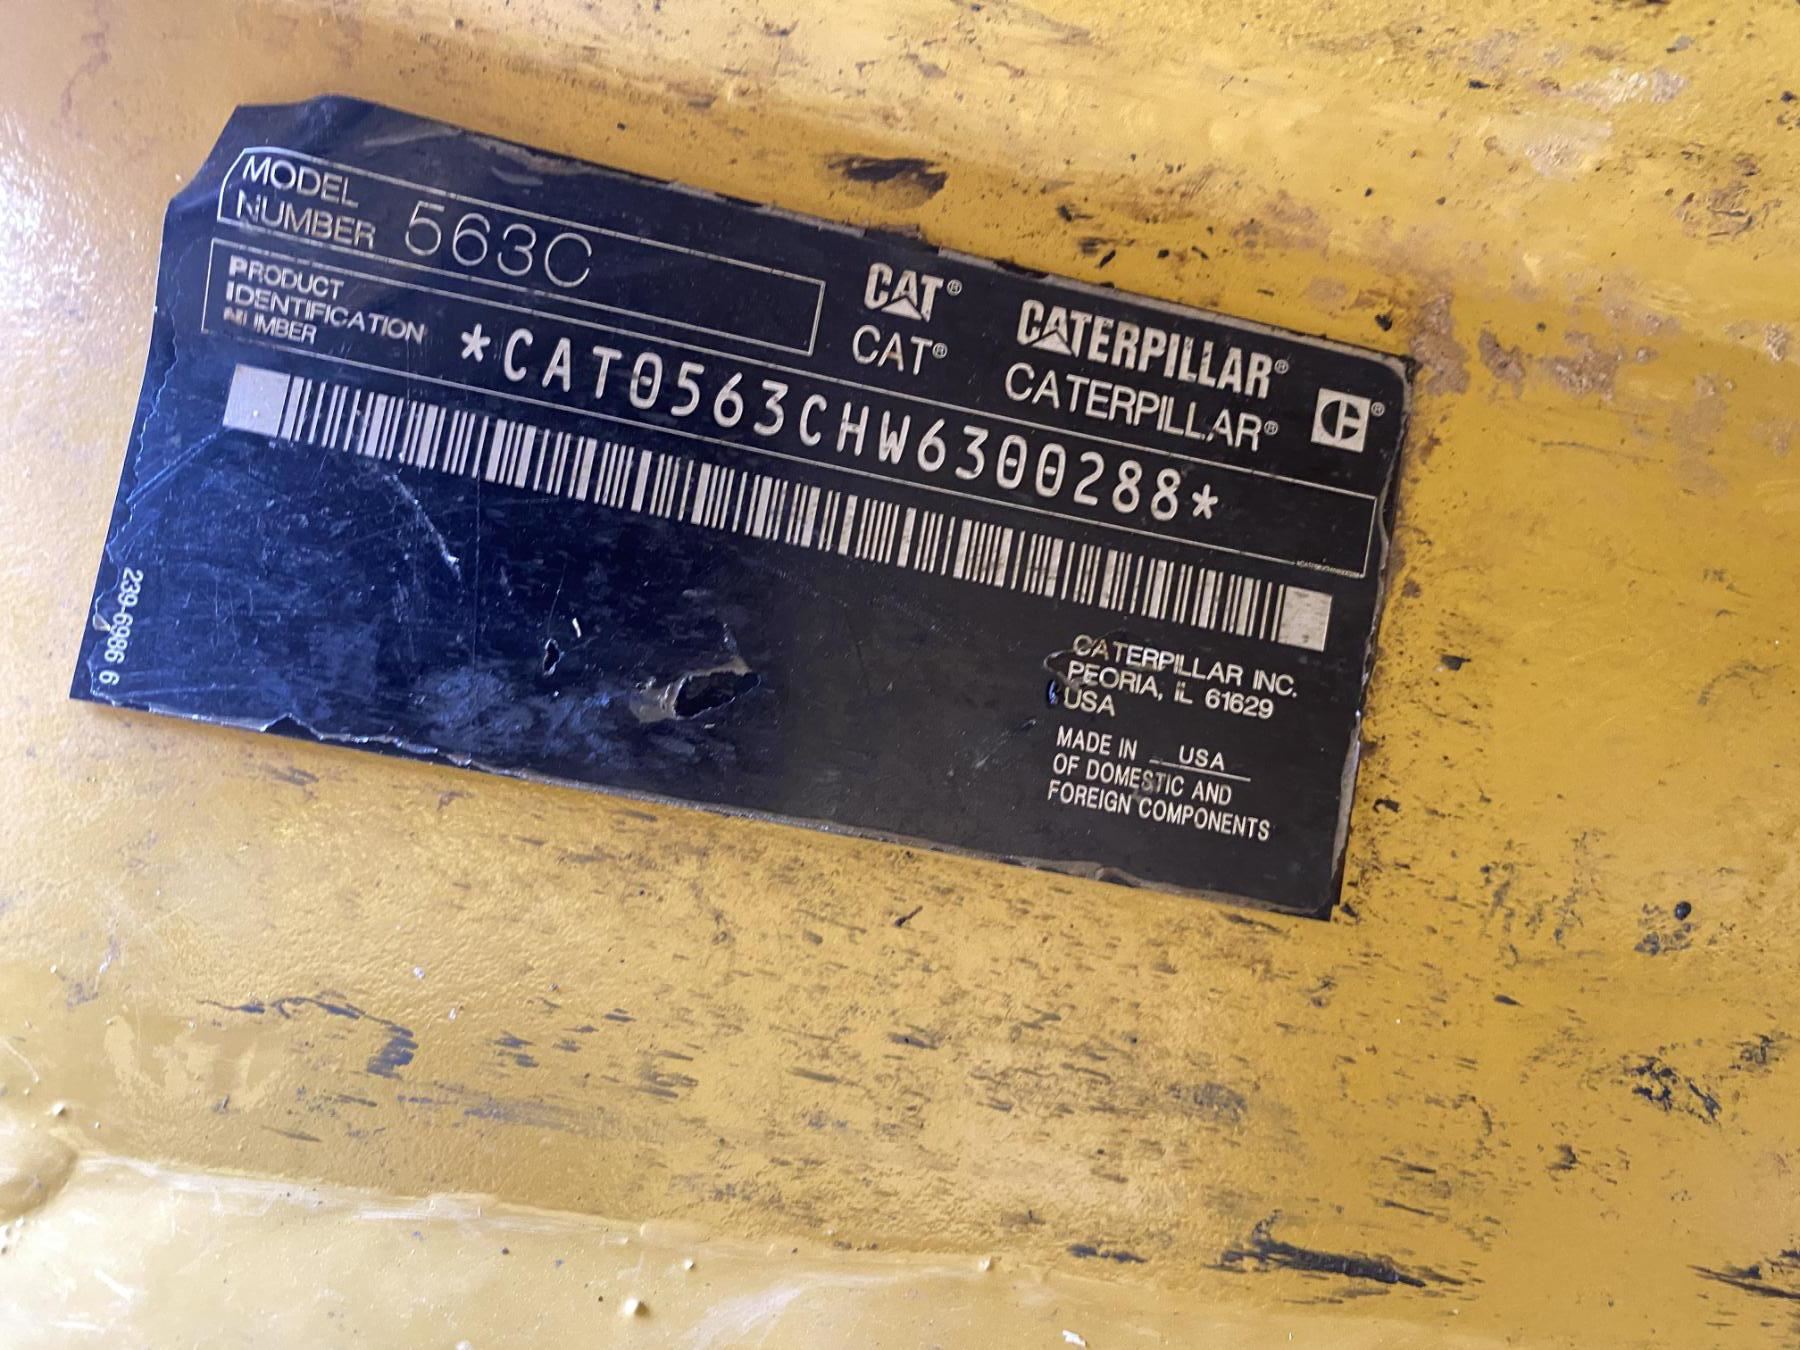 MODEL
NUMBER 563C
PRODUCT
IDENTIFICATION
NUMBER
*CAT0563CHW6300288*
CAT®
CAT®
CATERPILLAR®
CATERPILLAR®
CATERPILLAR INC.
PEORIA, IL 61629
USA
MADE IN USA
OF DOMESTIC AND
FOREIGN COMPONENTS
239-6986 6